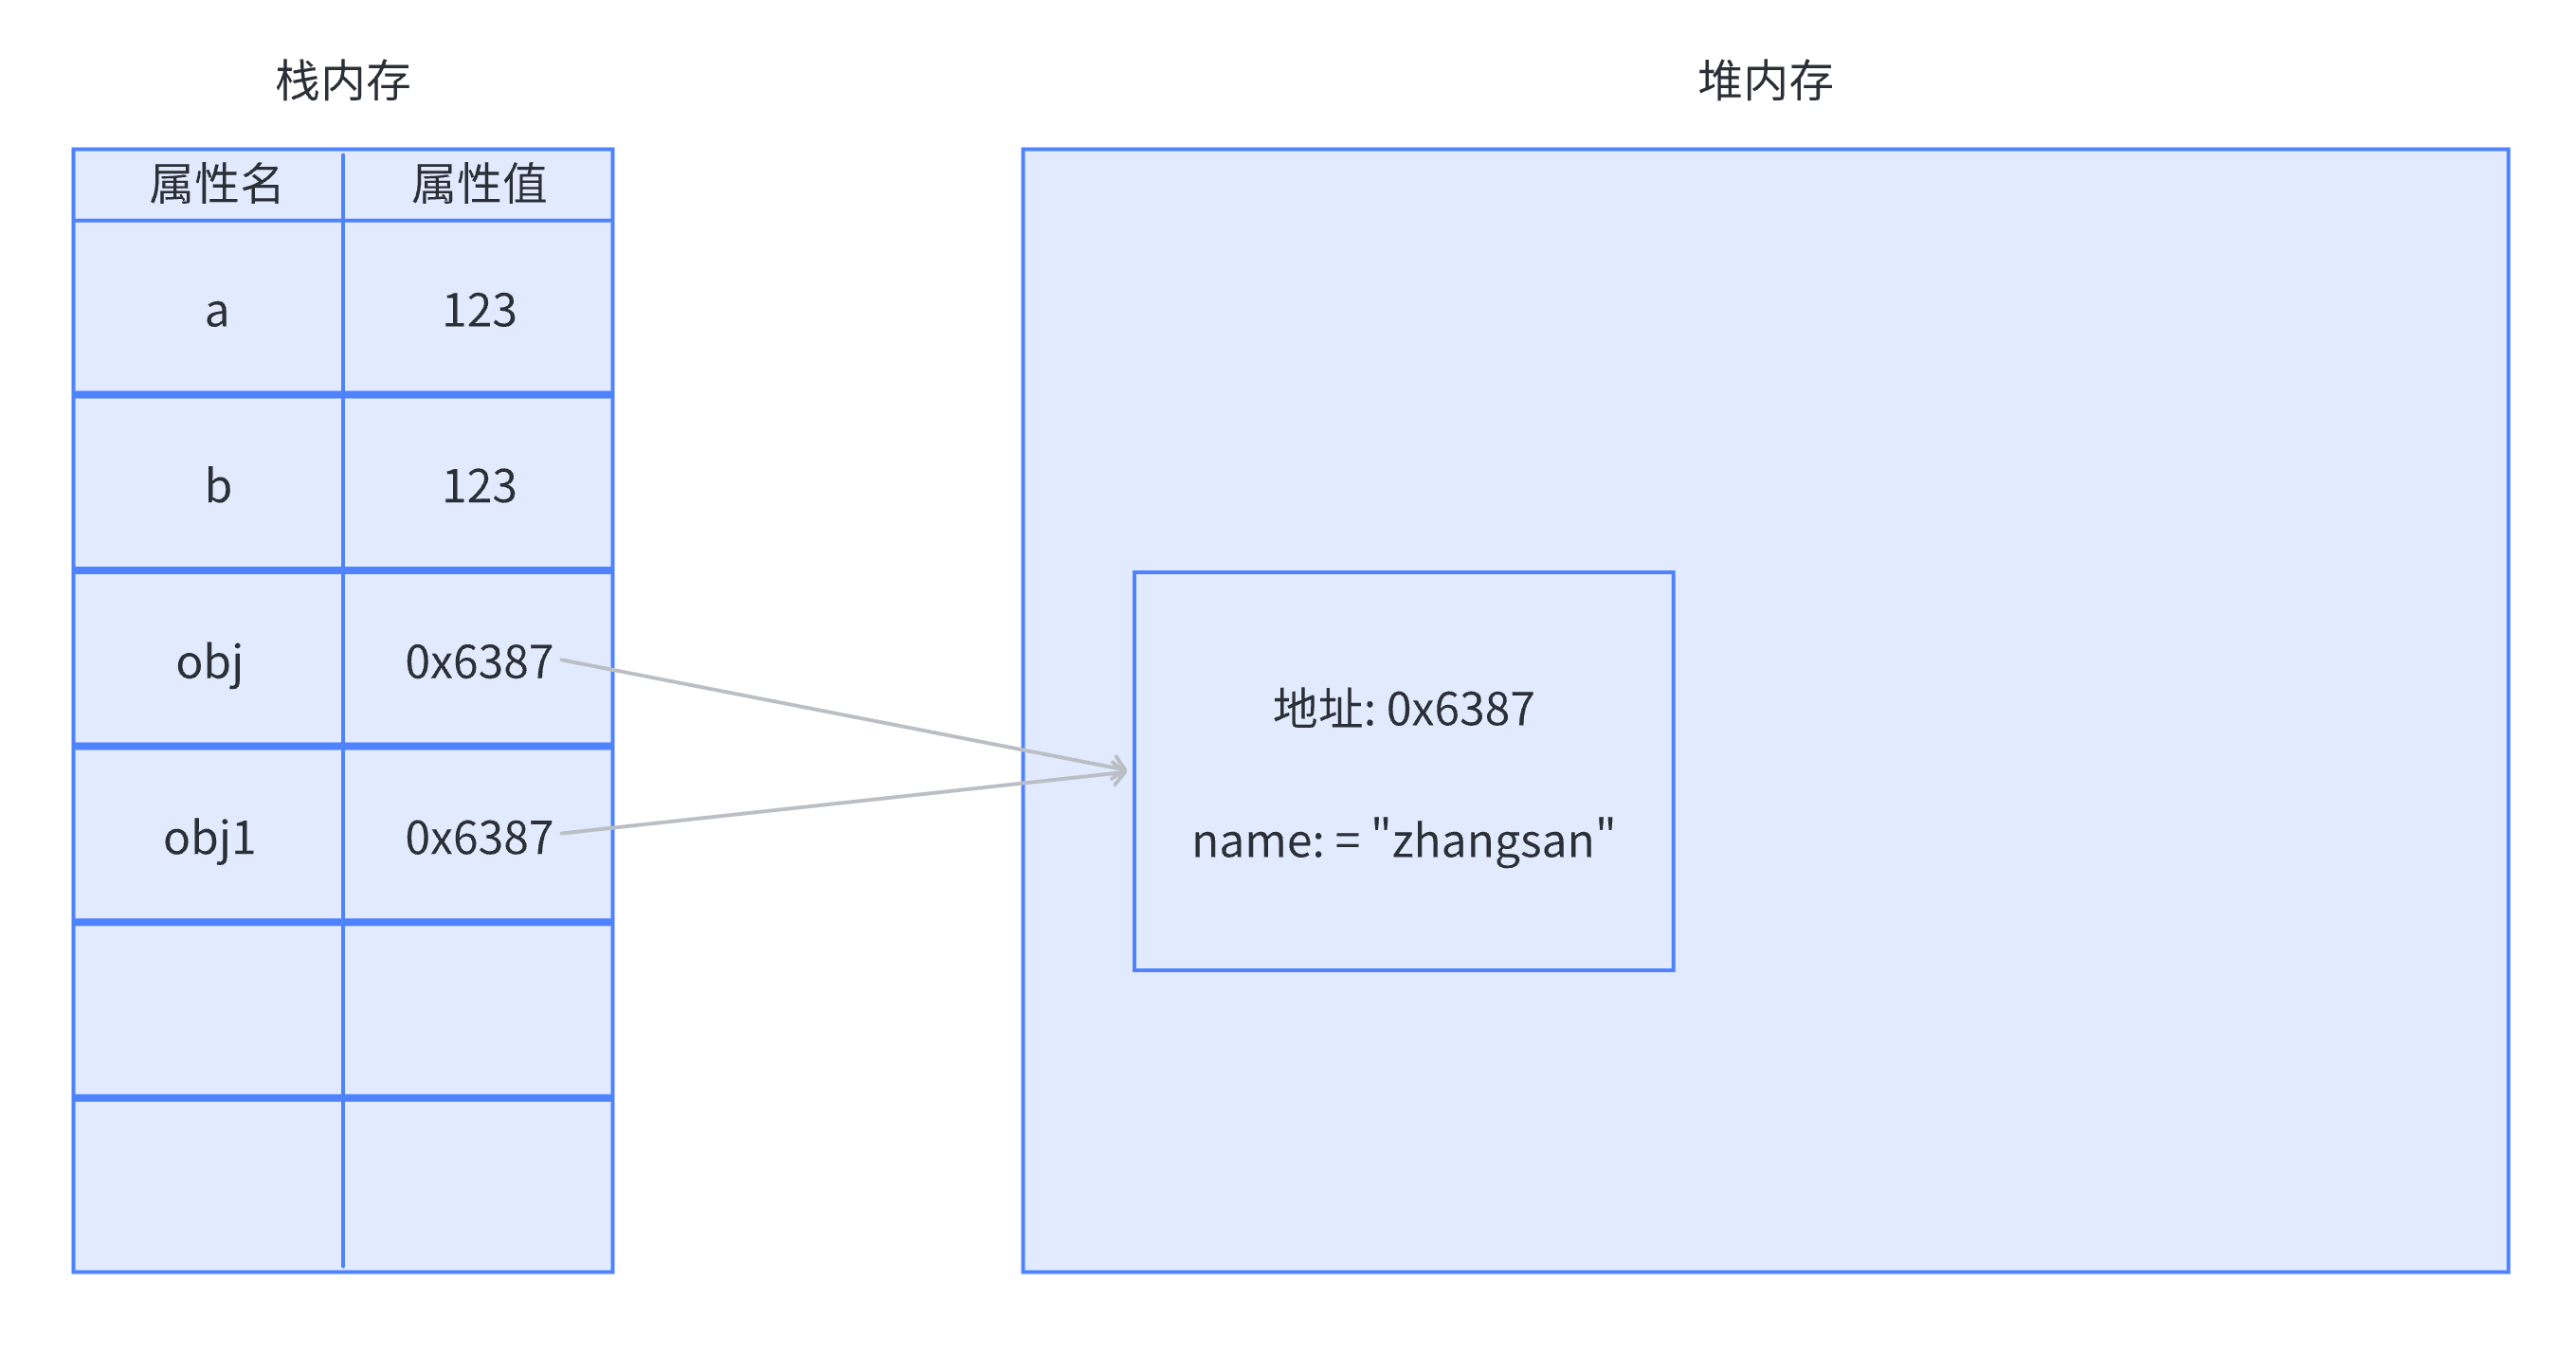 栈内存
堆内存
属性名 属性值
a 123
b 123
obj 0x6387
obj1 0x6387
地址: 0x6387
name: = "zhangsan"